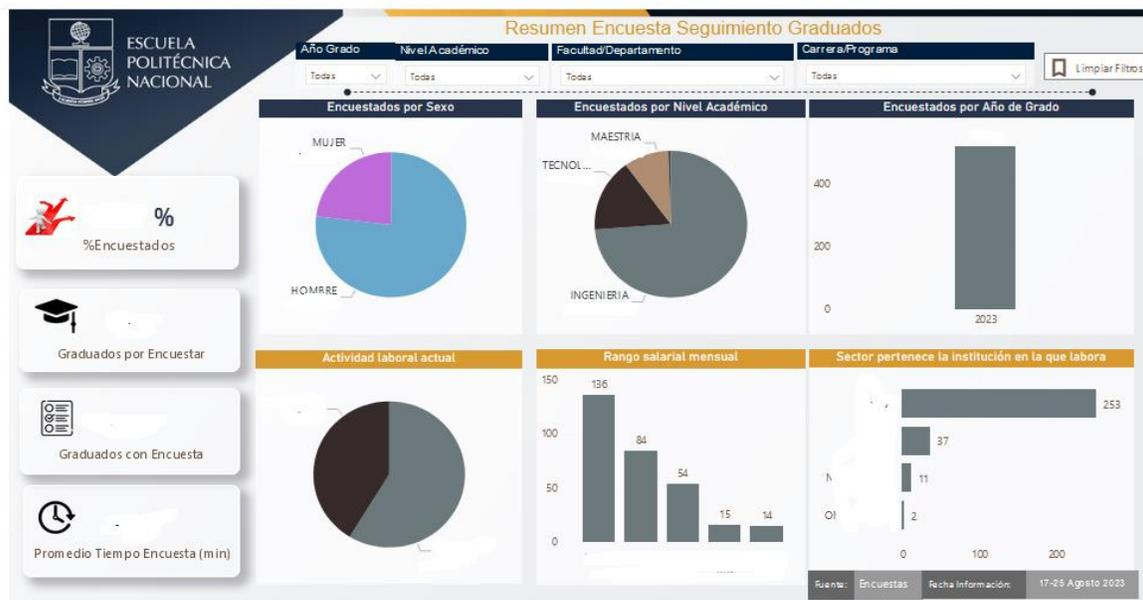 ESCUELA
POLITÉCNICA
NACIONAL
Resumen Encuesta Seguimiento Graduados
Año Grado
Nivel Académico
Facultad/Departamento
Carrera/Programa
Todas
Todas
Todas
Todas
Limpiar Filtros
%
%Encuestados
Graduados por Encuestar
Graduados con Encuesta
Promedio Tiempo Encuesta (min)
Encuestados por Sexo
MUJER
HOMBRE
Encuestados por Nivel Académico
MAESTRIA
TECNOL...
INGENIERIA
Encuestados por Año de Grado
400
200
0
2023
Actividad laboral actual
Rango salarial mensual
150
100
50
0
136
84
54
15
14
Sector pertenece la institución en la que labora
253
37
11
2
0
100
200
Fuente:
Encuestas
Fecha Información:
17-25 Agosto 2023